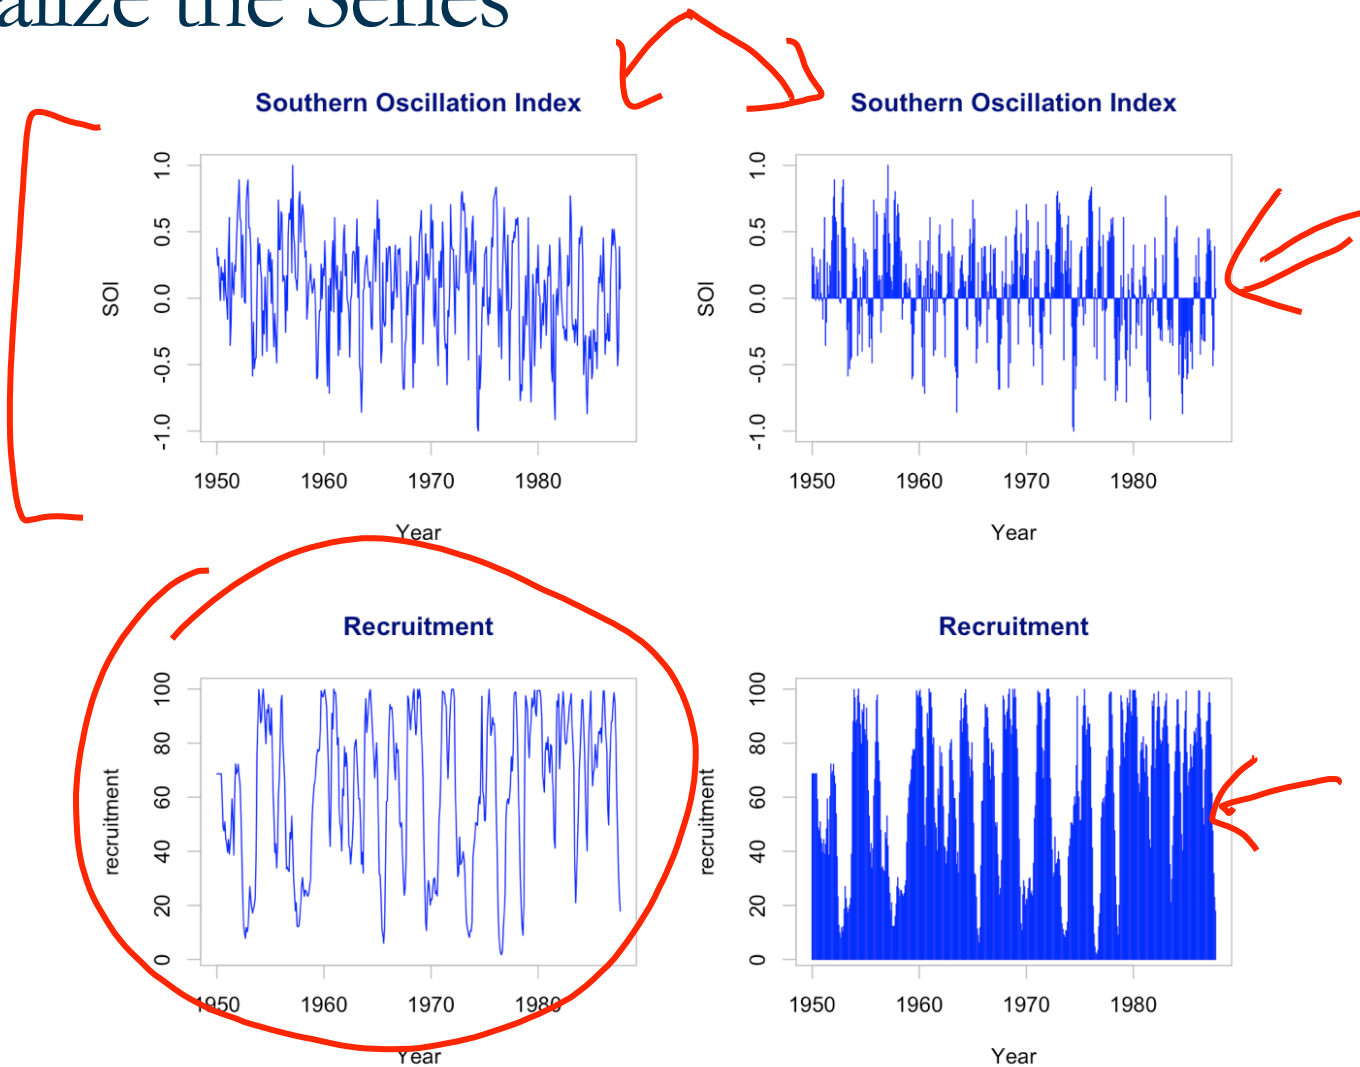 alize the Series
Southern Oscillation Index
Southern Oscillation Index
SOI
1.0
0.5
0.0
-0.5
-1.0
1950 1960 1970 1980
Year
SOI
1.0
0.5
0.0
-0.5
-1.0
1950 1960 1970 1980
Year
Recruitment
Recruitment
recruitment
100
80
60
40
20
0
1950 1960 1970 1980
Year
recruitment
100
80
60
40
20
0
1950 1960 1970 1980
Year